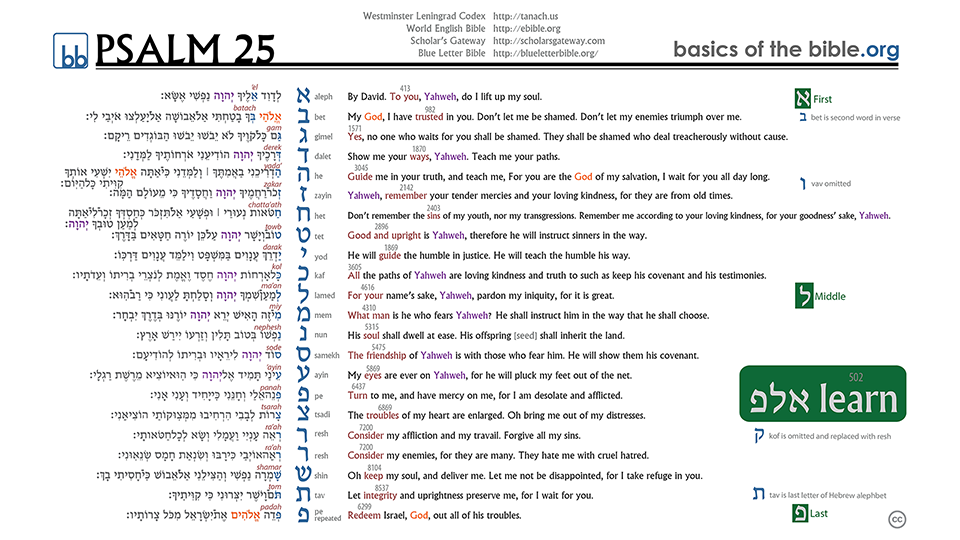 Westminster Leningrad Codex http://tanach.us
World English Bible http://ebible.org
Scholar's Gateway http://scholarsgateway.com
Blue Letter Bible http://blueletterbible.org/
bb PSALM 25
basics of the bible.org
'el 413
לְדָוִד אֵלֶיךָ יְהוָה נַפְשִׁי אֶשָּׂא׃ א aleph By David. To you, Yahweh, do I lift up my soul.
batach 982
אֱלֹהַי בְּךָ בָטַחְתִּי אַל־אֵבוֹשָׁה אַל־יַעַלְצוּ אֹיְבַי לִי׃ ב bet My God, I have trusted in you. Don't let me be shamed. Don't let my enemies triumph over me.
gam 1571
גַּם כָּל־קֹוֶיךָ לֹא יֵבֹשׁוּ יֵבֹשׁוּ הַבּוֹגְדִים רֵיקָם׃ ג gimel Yes, no one who waits for you shall be shamed. They shall be shamed who deal treacherously without cause.
derek 1870
דְּרָכֶיךָ יְהוָה הוֹדִיעֵנִי אֹרְחוֹתֶיךָ לַמְּדֵנִי׃ ד dalet Show me your ways, Yahweh. Teach me your paths.
yada' 3045
הַדְרִיכֵנִי בַאֲמִתֶּךָ ׀ וְלַמְּדֵנִי כִּי־אַתָּה אֱלֹהֵי יִשְׁעִי אוֹתְךָ ה he Guide me in your truth, and teach me, For you are the God of my salvation, I wait for you all day long.
קִוִּיתִי כָּל־הַיּוֹם׃
zakar 2142
זְכֹר־רַחֲמֶיךָ יְהוָה וַחֲסָדֶיךָ כִּי מֵעוֹלָם הֵמָּה׃ ז zayin Yahweh, remember your tender mercies and your loving kindness, for they are from old times.
chatta'ath 2403
חַטֹּאות נְעוּרַי ׀ וּפְשָׁעַי אַל־תִּזְכֹּר כְּחַסְדְּךָ זְכָר־לִי־אַתָּה ח het Don't remember the sins of my youth, nor my transgressions. Remember me according to your loving kindness, for your goodness' sake, Yahweh.
לְמַעַן טוּבְךָ יְהוָה׃
towb 2896
טוֹב־וְיָשָׁר יְהוָה עַל־כֵּן יוֹרֶה חַטָּאִים בַּדָּרֶךְ׃ ט tet Good and upright is Yahweh, therefore he will instruct sinners in the way.
darak 1869
יַדְרֵךְ עֲנָוִים בַּמִּשְׁפָּט וִילַמֵּד עֲנָוִים דַּרְכּוֹ׃ י yod He will guide the humble in justice. He will teach the humble his way.
kol 3605
כָּל־אָרְחוֹת יְהוָה חֶסֶד וֶאֱמֶת לְנֹצְרֵי בְרִיתוֹ וְעֵדֹתָיו׃ כ kaf All the paths of Yahweh are loving kindness and truth to such as keep his covenant and his testimonies.
ma'an 4616
לְמַעַן־שִׁמְךָ יְהוָה וְסָלַחְתָּ לַעֲוֹנִי כִּי רַב־הוּא׃ ל lamed For your name's sake, Yahweh, pardon my iniquity, for it is great.
miy 4310
מִי־זֶה הָאִישׁ יְרֵא יְהוָה יוֹרֶנּוּ בְּדֶרֶךְ יִבְחָר׃ מ mem What man is he who fears Yahweh? He shall instruct him in the way that he shall choose.
nephesh 5315
נַפְשׁוֹ בְּטוֹב תָּלִין וְזַרְעוֹ יִירַשׁ אָרֶץ׃ נ nun His soul shall dwell at ease. His offspring [seed] shall inherit the land.
sode 5475
סוֹד יְהוָה לִירֵאָיו וּבְרִיתוֹ לְהוֹדִיעָם׃ ס samekh The friendship of Yahweh is with those who fear him. He will show them his covenant.
'ayin 5869
עֵינַי תָּמִיד אֶל־יְהוָה כִּי הוּא־יוֹצִיא מֵרֶשֶׁת רַגְלָי׃ ע ayin My eyes are ever on Yahweh, for he will pluck my feet out of the net.
panah 6437
פְּנֵה־אֵלַי וְחָנֵּנִי כִּי־יָחִיד וְעָנִי אָנִי׃ פ pe Turn to me, and have mercy on me, for I am desolate and afflicted.
tsarah 6869
צָרוֹת לְבָבִי הִרְחִיבוּ מִמְּצוּקוֹתַי הוֹצִיאֵנִי׃ צ tsadi The troubles of my heart are enlarged. Oh bring me out of my distresses.
ra'ah 7200
רְאֵה עָנְיִי וַעֲמָלִי וְשָׂא לְכָל־חַטֹּאותָי׃ ר resh Consider my affliction and my travail. Forgive all my sins.
ra'ah 7200
רְאֵה־אוֹיְבַי כִּי־רָבּוּ וְשִׂנְאַת חָמָס שְׂנֵאוּנִי׃ ר resh Consider my enemies, for they are many. They hate me with cruel hatred.
shamar 8104
שָׁמְרָה נַפְשִׁי וְהַצִּילֵנִי אַל־אֵבוֹשׁ כִּי־חָסִיתִי בָךְ׃ ש shin Oh keep my soul, and deliver me. Let me not be disappointed, for I take refuge in you.
tom 8537
תֹּם־וָיֹשֶׁר יִצְּרוּנִי כִּי קִוִּיתִיךָ׃ ת tav Let integrity and uprightness preserve me, for I wait for you.
padah 6299
פְּדֵה אֱלֹהִים אֶת־יִשְׂרָאֵל מִכֹּל צָרוֹתָיו׃ פ pe repeated Redeem Israel, God, out of all of his troubles.
א First
ב bet is second word in verse
ו vav omitted
ל Middle
502
אלפ learn
ק kof is omitted and replaced with resh
ת tav is last letter of Hebrew alephbet
פ Last
cc